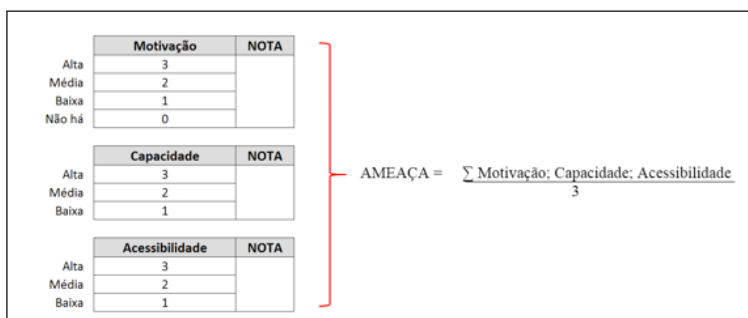 Motivação NOTA
Alta 3
Média 2
Baixa 1
Não há 0
Capacidade NOTA
Alta 3
Média 2
Baixa 1
Acessibilidade NOTA
Alta 3
Média 2
Baixa 1
AMEAÇA = ∑ Motivação; Capacidade; Acessibilidade
3